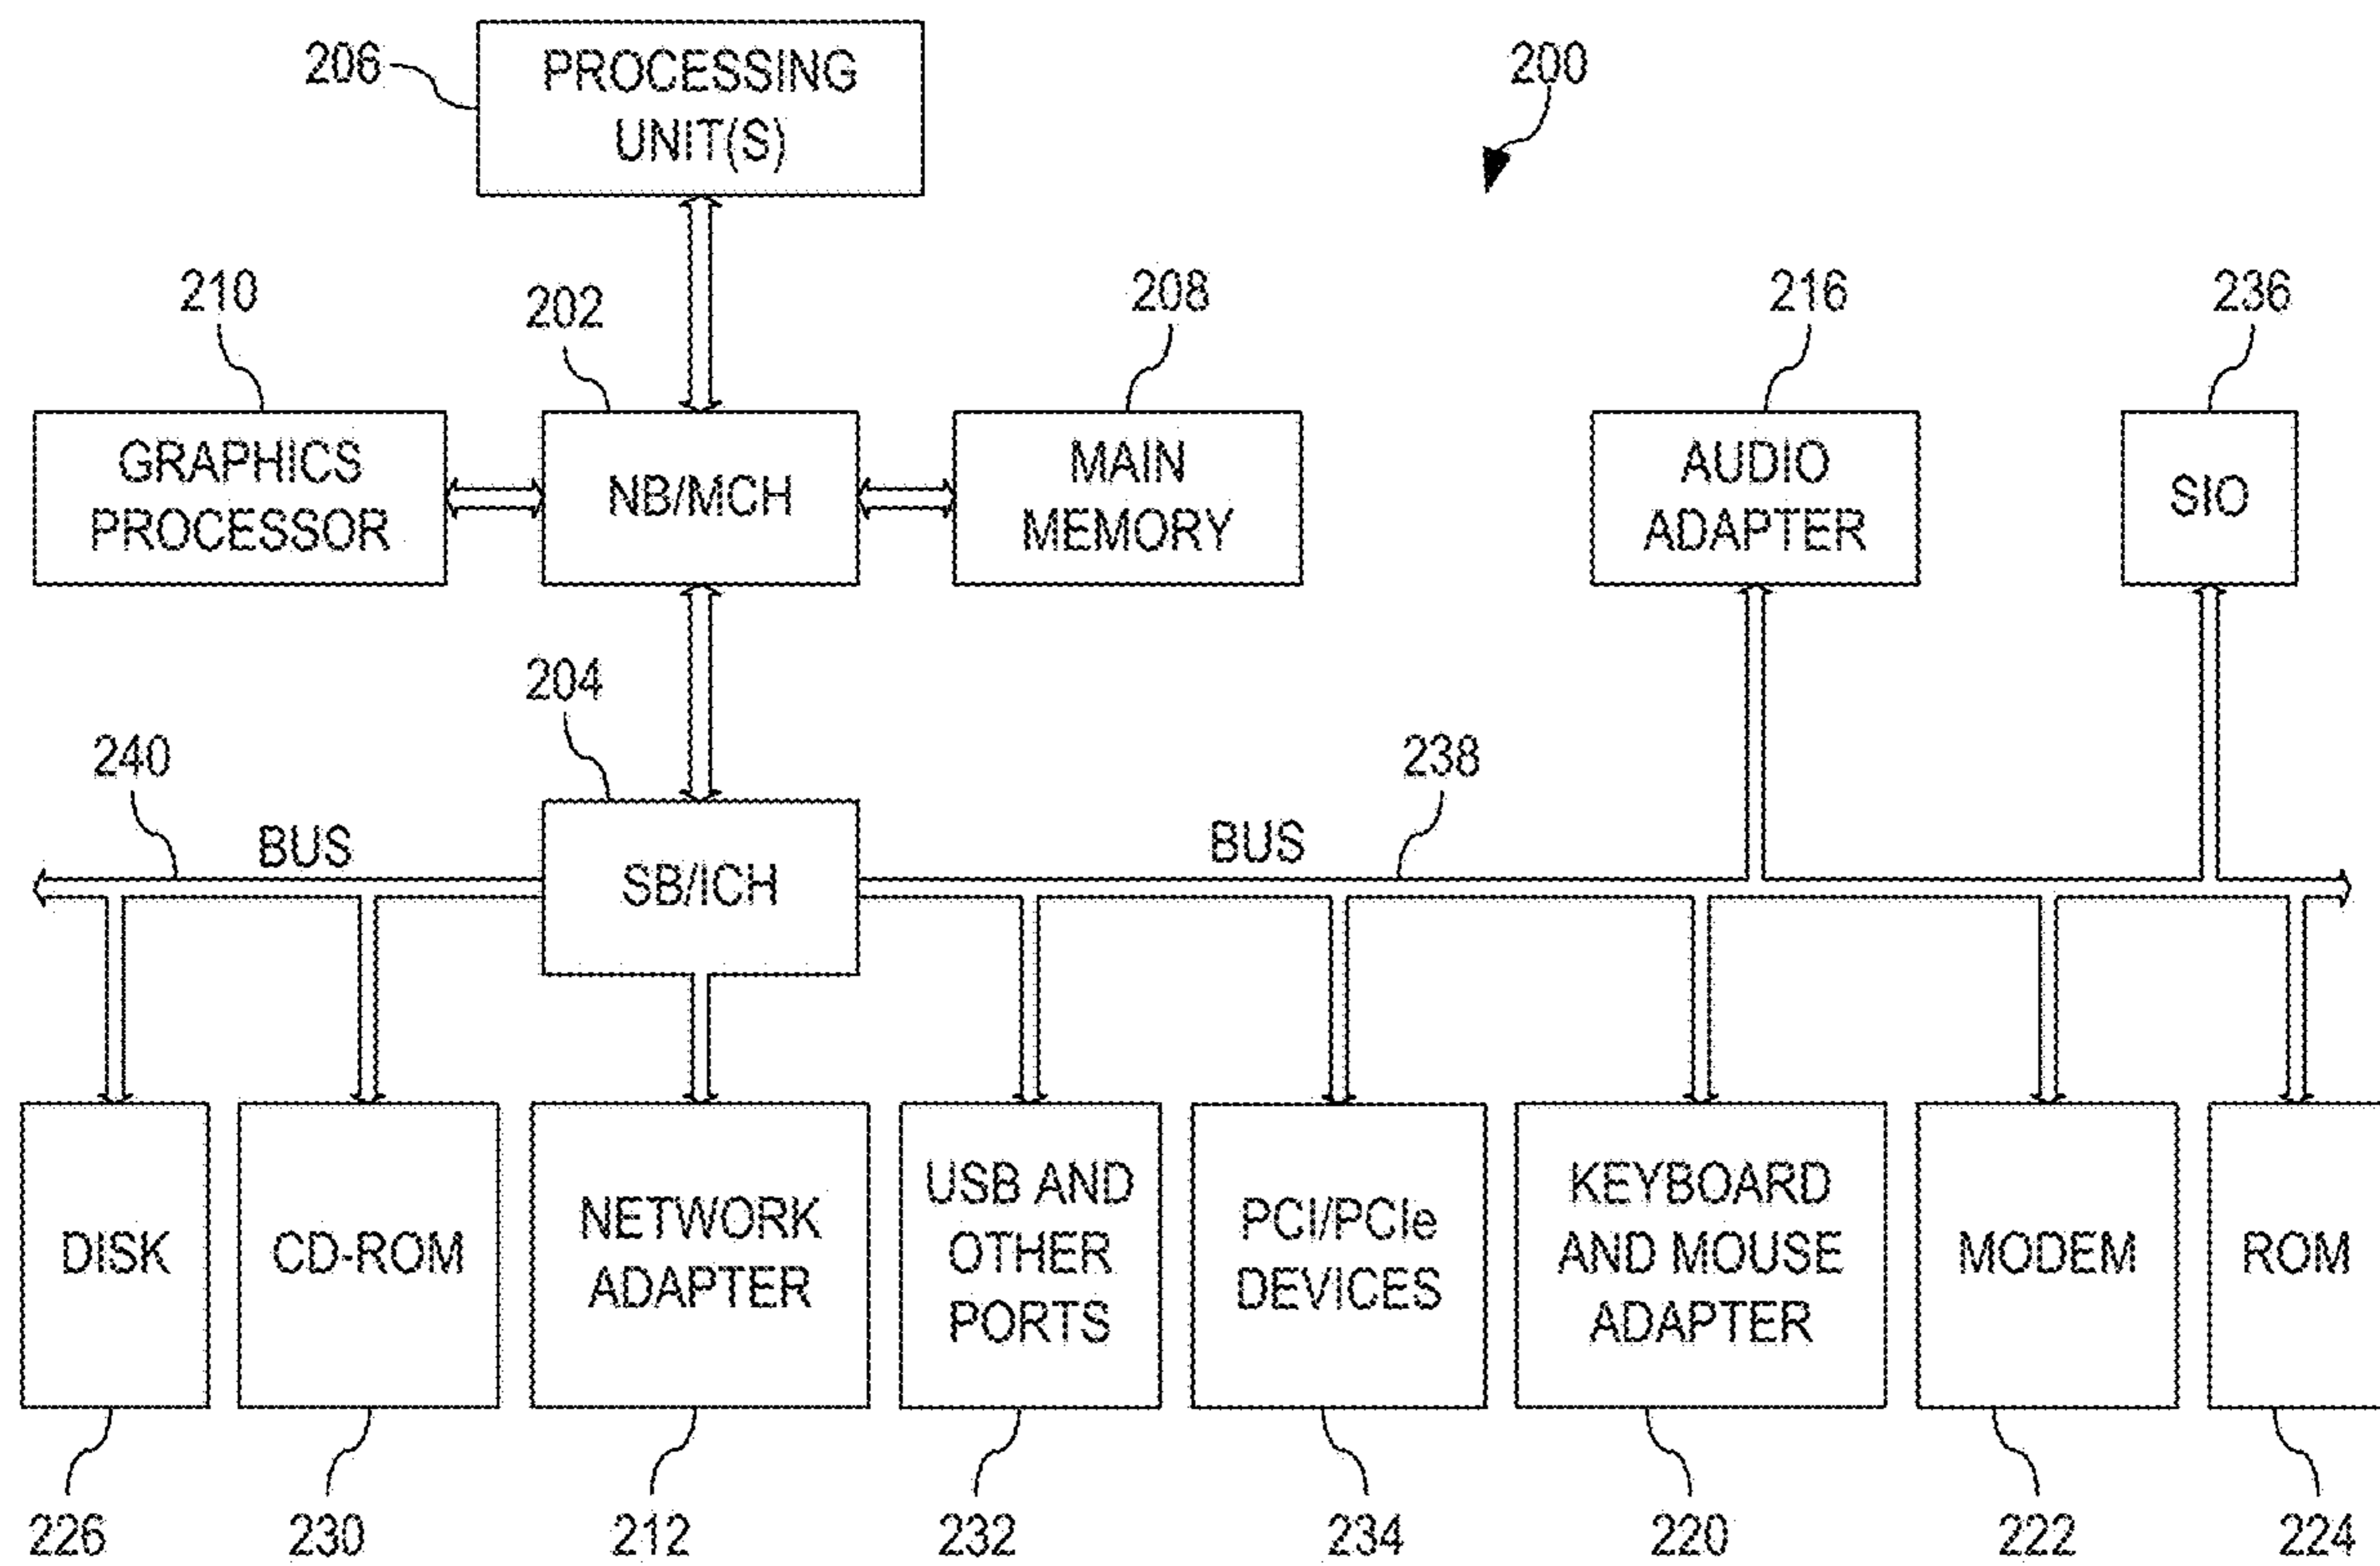 206
PROCESSING
UNIT(S)
200
210
202
208
216
236
GRAPHICS
PROCESSOR
NB/MCH
MAIN
MEMORY
AUDIO
ADAPTER
SIO
204
240
238
BUS
BUS
SB/ICH
DISK
CD-ROM
NETWORK
ADAPTER
USB AND
OTHER
PORTS
PCI/PCIe
DEVICES
KEYBOARD
AND MOUSE
ADAPTER
MODEM
ROM
226
230
212
232
234
220
222
224